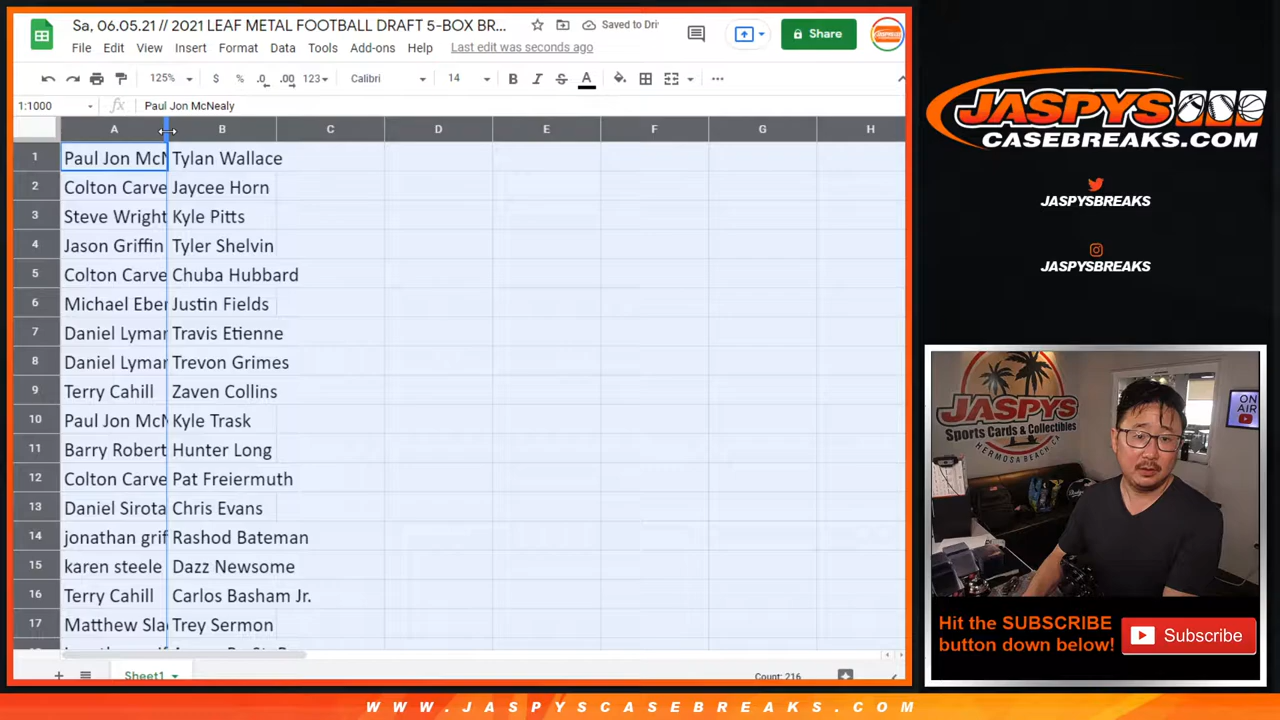 Sa, 06.05.21 // 2021 LEAF METAL FOOTBALL DRAFT 5-BOX BR...
Saved to Dri
Share
File Edit View Insert Format Data Tools Add-ons Help Last edit was seconds ago
125% $ % .0 .00 123 Calibri 14 B I S A
1:1000 fx Paul Jon McNealy
A B C D E F G H
1 Paul Jon McN Tylan Wallace
2 Colton Carve Jaycee Horn
3 Steve Wright Kyle Pitts
4 Jason Griffin Tyler Shelvin
5 Colton Carve Chuba Hubbard
6 Michael Eber Justin Fields
7 Daniel Lymar Travis Etienne
8 Daniel Lymar Trevon Grimes
9 Terry Cahill Zaven Collins
10 Paul Jon McN Kyle Trask
11 Barry Robert Hunter Long
12 Colton Carve Pat Freiermuth
13 Daniel Sirota Chris Evans
14 jonathan grif Rashod Bateman
15 karen steele Dazz Newsome
16 Terry Cahill Carlos Basham Jr.
17 Matthew Sla Trey Sermon
Sheet1
Count: 216
JASPYS
CASEBREAKS.COM
JASPYSBREAKS
JASPYSBREAKS
JASPYS
Sports Cards & Collectibles
HERMOSA BEACH, CA
ON
AIR
Hit the SUBSCRIBE
button down below!
Subscribe
WWW.JASPYSCASEBREAKS.COM